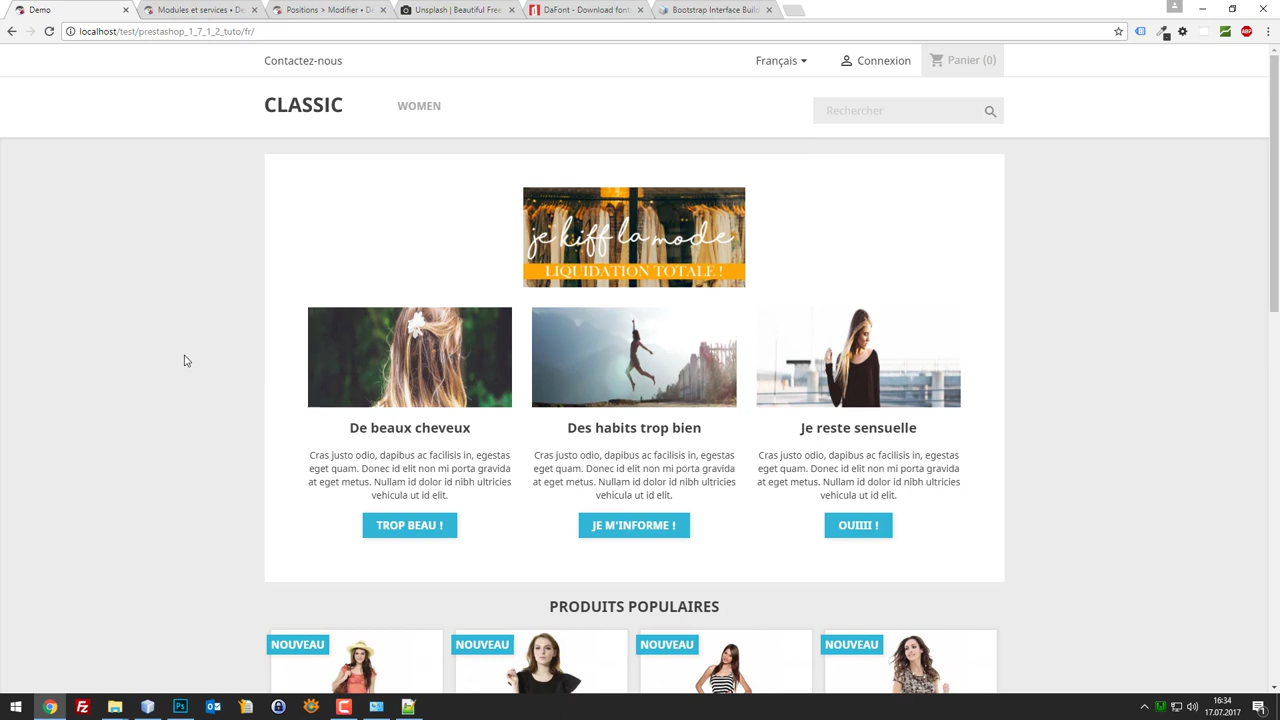 Demo
Modules et services • De
Positions > Modifier • De
Unsplash | Beautiful Free
DaFont - Download font
Bootstrap Interface Build
localhost/test/prestashop_1_7_1_2_tuto/fr/
Contactez-nous
Français
Connexion
Panier (0)
CLASSIC
WOMEN
Rechercher
je kiff la mode
LIQUIDATION TOTALE !
De beaux cheveux
Cras justo odio, dapibus ac facilisis in, egestas
eget quam. Donec id elit non mi porta gravida
at eget metus. Nullam id dolor id nibh ultricies
vehicula ut id elit.
TROP BEAU !
Des habits trop bien
Cras justo odio, dapibus ac facilisis in, egestas
eget quam. Donec id elit non mi porta gravida
at eget metus. Nullam id dolor id nibh ultricies
vehicula ut id elit.
JE M'INFORME !
Je reste sensuelle
Cras justo odio, dapibus ac facilisis in, egestas
eget quam. Donec id elit non mi porta gravida
at eget metus. Nullam id dolor id nibh ultricies
vehicula ut id elit.
OUIIII !
PRODUITS POPULAIRES
NOUVEAU
NOUVEAU
NOUVEAU
NOUVEAU
16:34
17.07.2017